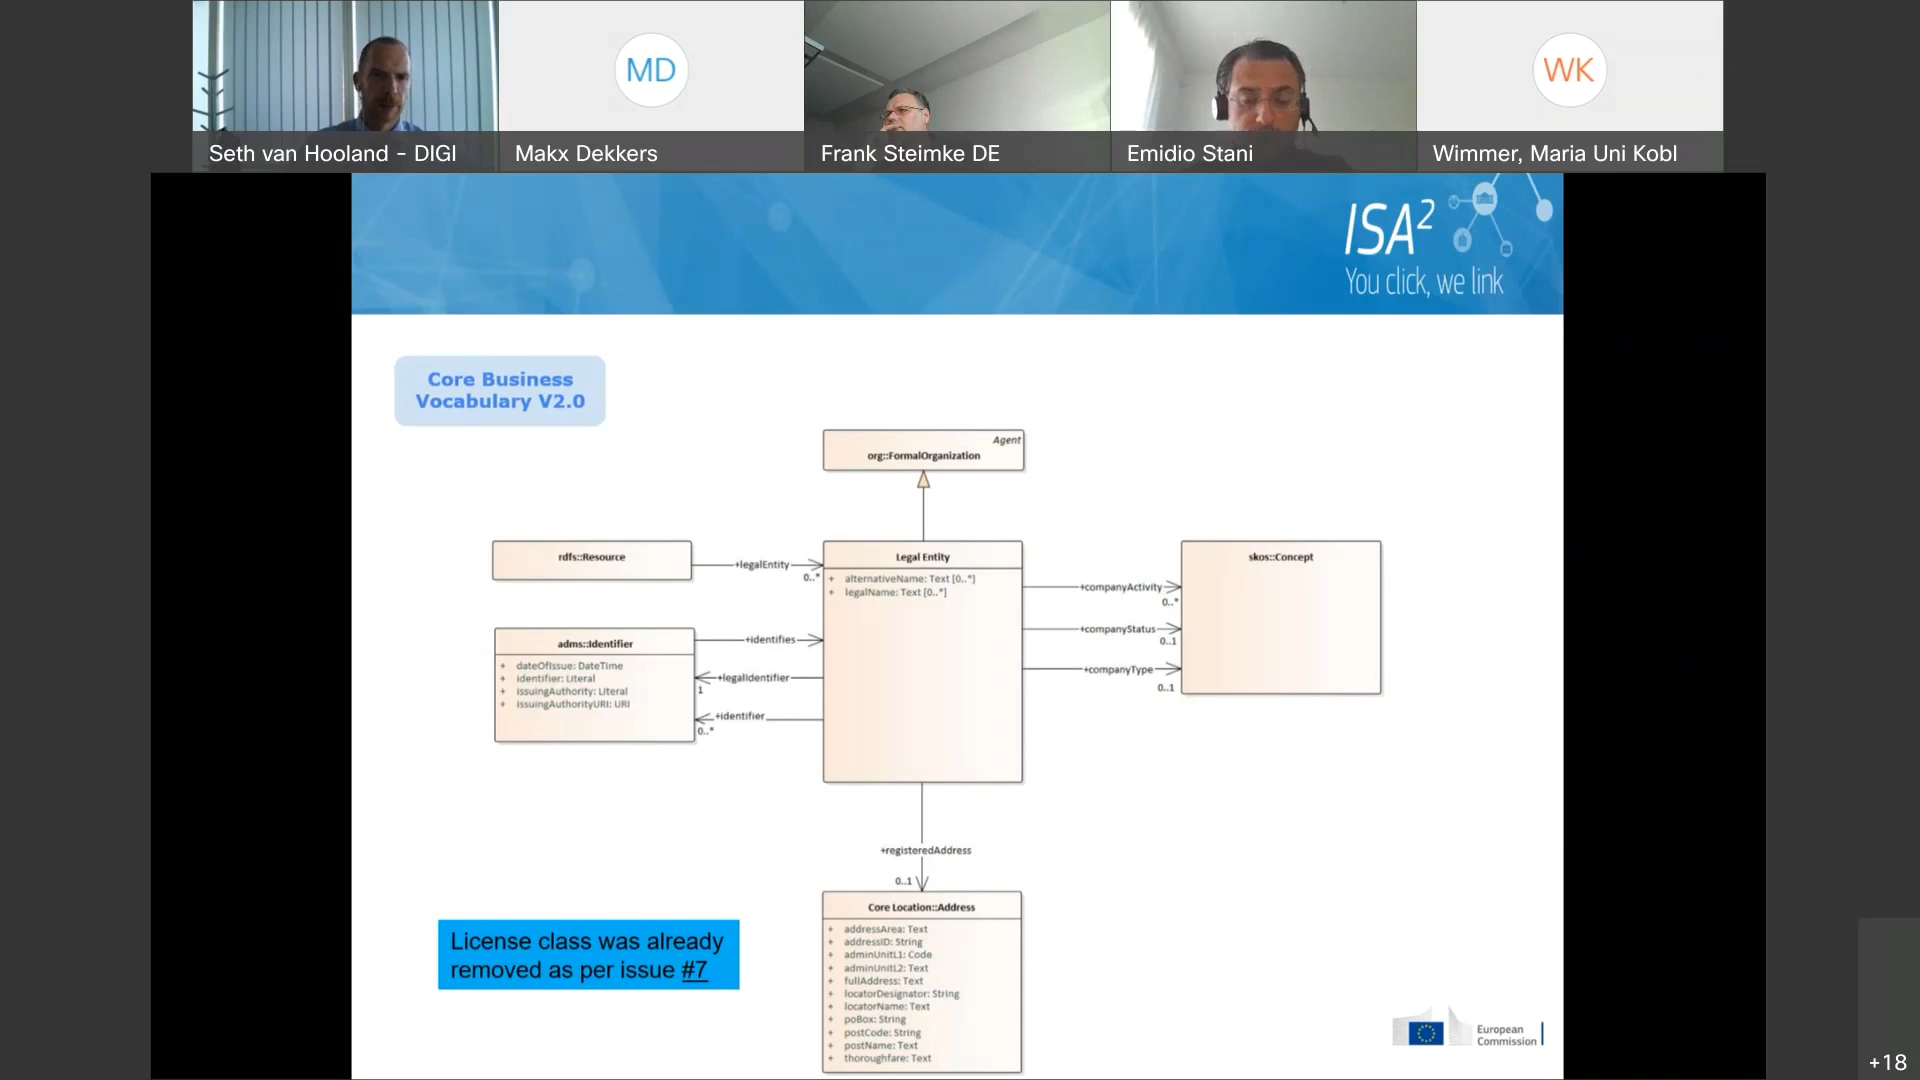 MD
WK
Seth van Hooland - DIGI
Makx Dekkers
Frank Steimke DE
Emidio Stani
Wimmer, Maria Uni Kobl
ISA²
You click, we link
Core Business
Vocabulary V2.0
Agent
org::FormalOrganization
rdfs::Resource
+legalEntity
0..*
Legal Entity
+ alternativeName: Text [0..*]
+ legalName: Text [0..*]
skos::Concept
+companyActivity
0..*
+companyStatus
0..1
+companyType
0..1
adms::Identifier
+ dateOfIssue: DateTime
+ identifier: Literal
+ issuingAuthority: Literal
+ issuingAuthorityURI: URI
+identifies
+legalIdentifier
1
+identifier
0..*
+registeredAddress
0..1
Core Location::Address
+ addressArea: Text
+ addressID: String
+ adminUnitL1: Code
+ adminUnitL2: Text
+ fullAddress: Text
+ locatorDesignator: String
+ locatorName: Text
+ poBox: String
+ postCode: String
+ postName: Text
+ thoroughfare: Text
License class was already
removed as per issue #7
European
Commission
+18